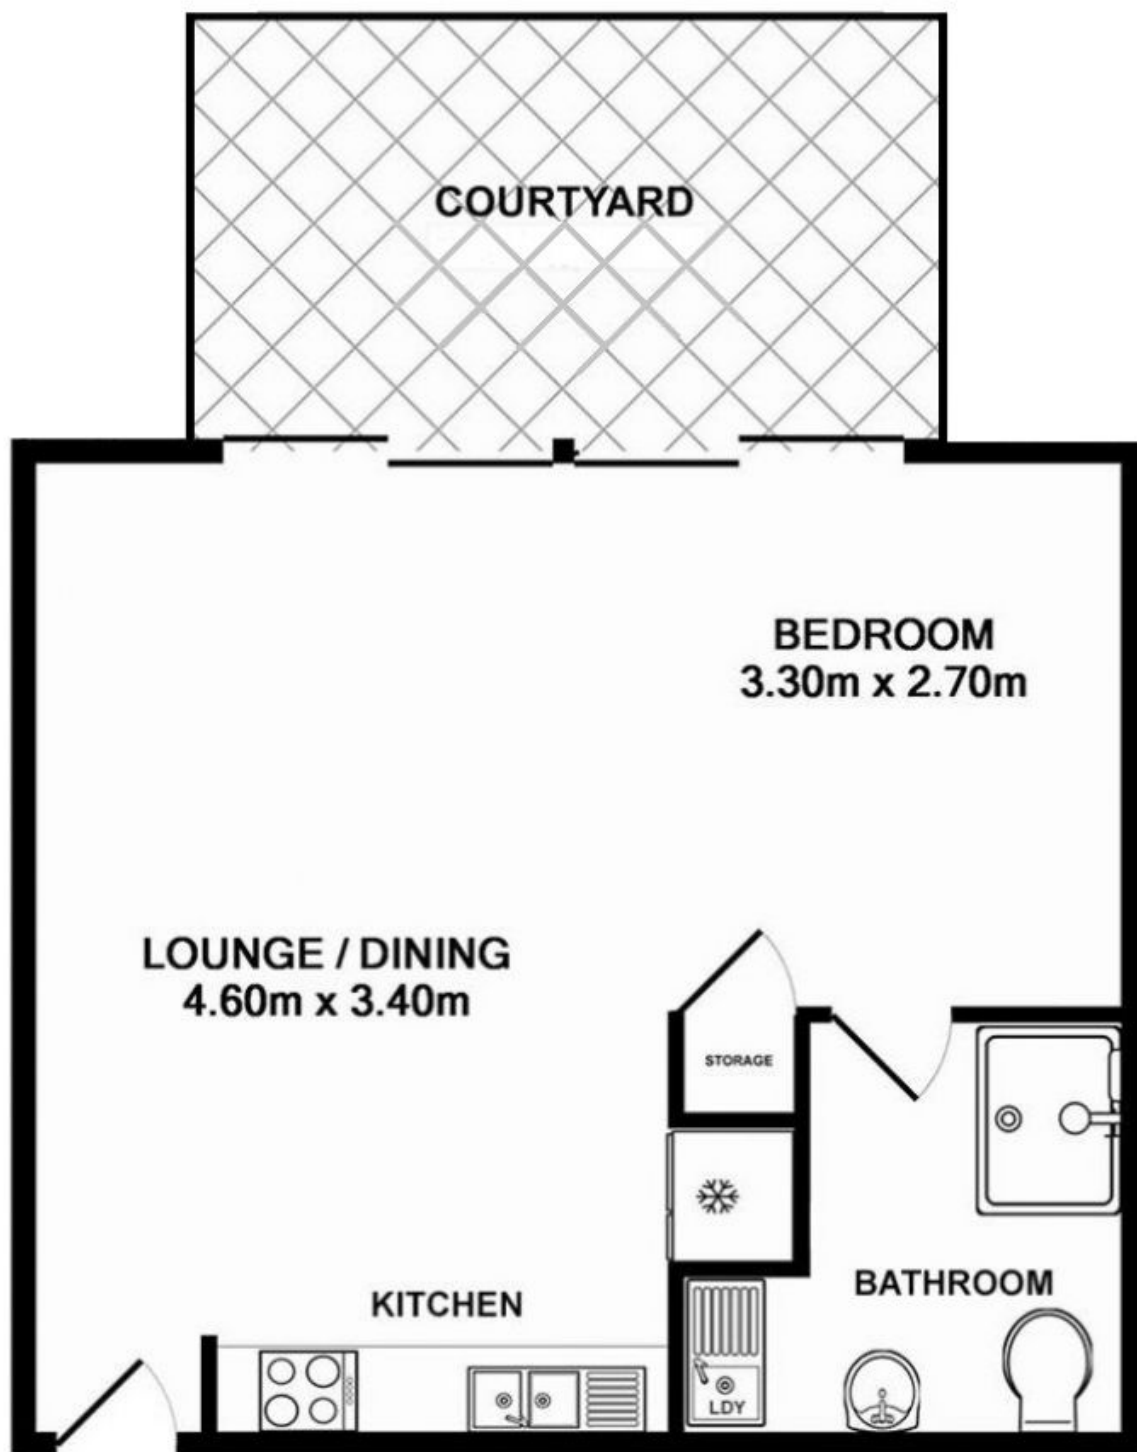 COURTYARD
BEDROOM
3.30m x 2.70m
LOUNGE / DINING
4.60m x 3.40m
STORAGE
KITCHEN
BATHROOM
LDY